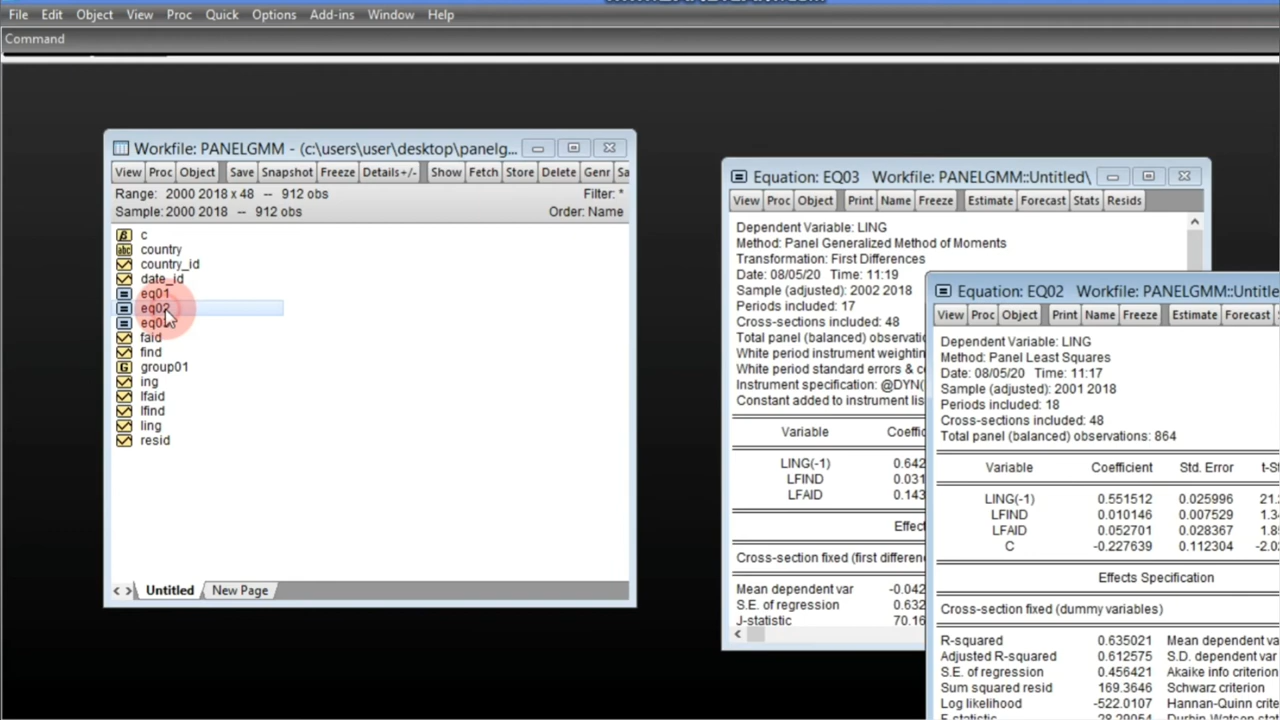 File Edit Object View Proc Quick Options Add-ins Window Help
Command
Workfile: PANELGMM - (c:\users\user\desktop\panelg...
View Proc Object Save Snapshot Freeze Details+/- Show Fetch Store Delete Genr Sa
Range: 2000 2018 x 48 -- 912 obs Filter: *
Sample: 2000 2018 -- 912 obs Order: Name
c
country
country_id
date_id
eq01
eq02
faid
find
group01
ing
lfaid
lfind
ling
resid
Untitled New Page
Equation: EQ03 Workfile: PANELGMM::Untitled\
View Proc Object Print Name Freeze Estimate Forecast Stats Resids
Dependent Variable: LING
Method: Panel Generalized Method of Moments
Transformation: First Differences
Date: 08/05/20 Time: 11:19
Sample (adjusted): 2002 2018
Periods included: 17
Cross-sections included: 48
Total panel (balanced) observations:
White period instrument weightin
White period standard errors & c
Instrument specification: @DYN(
Constant added to instrument lis
Variable Coeffic
LING(-1) 0.642
LFIND 0.031
LFAID 0.143
Effec
Cross-section fixed (first differen
Mean dependent var -0.042
S.E. of regression 0.632
J-statistic 70.16
Equation: EQ02 Workfile: PANELGMM::Untitle
View Proc Object Print Name Freeze Estimate Forecast
Dependent Variable: LING
Method: Panel Least Squares
Date: 08/05/20 Time: 11:17
Sample (adjusted): 2001 2018
Periods included: 18
Cross-sections included: 48
Total panel (balanced) observations: 864
Variable Coefficient Std. Error t-St
LING(-1) 0.551512 0.025996 21.2
LFIND 0.010146 0.007529 1.34
LFAID 0.052701 0.028367 1.85
C -0.227639 0.112304 -2.02
Effects Specification
Cross-section fixed (dummy variables)
R-squared 0.635021 Mean dependent var
Adjusted R-squared 0.612575 S.D. dependent var
S.E. of regression 0.456421 Akaike info criterion
Sum squared resid 169.3646 Schwarz criterion
Log likelihood -522.0107 Hannan-Quinn criter